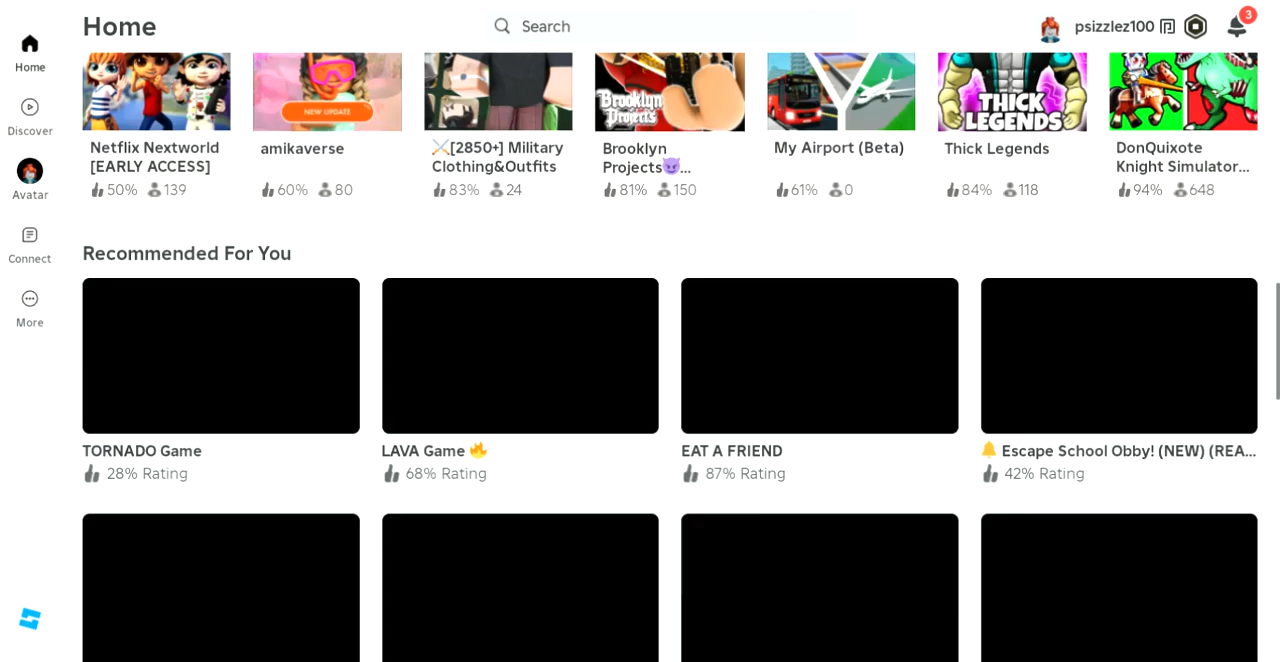 Home
Search
psizzlez100
3
Home
Discover
Avatar
Connect
More
NEW UPDATE
Brooklyn
Projects
THICK
LEGENDS
Netflix Nextworld
[EARLY ACCESS]
50% 139
amikaverse
60% 80
⚔️[2850+] Military
Clothing&Outfits
83% 24
Brooklyn
Projects😈...
81% 150
My Airport (Beta)
61% 0
Thick Legends
84% 118
DonQuixote
Knight Simulator...
94% 648
Recommended For You
TORNADO Game
28% Rating
LAVA Game 🔥
68% Rating
EAT A FRIEND
87% Rating
🔔 Escape School Obby! (NEW) (REA...
42% Rating